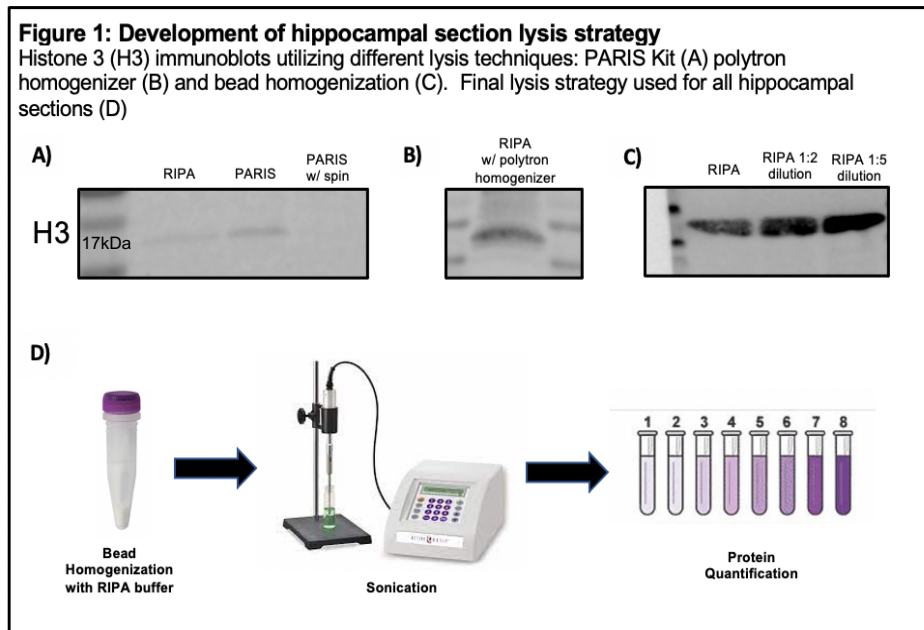 Figure 1: Development of hippocampal section lysis strategy
Histone 3 (H3) immunoblots utilizing different lysis techniques: PARIS Kit (A) polytron
homogenizer (B) and bead homogenization (C).  Final lysis strategy used for all hippocampal
sections (D)
A)
RIPA
PARIS
PARIS
w/ spin
H3
17kDa
B)
RIPA
w/ polytron
homogenizer
C)
RIPA
RIPA 1:2
dilution
RIPA 1:5
dilution
D)
1 2 3 4 5 6 7 8
Bead
Homogenization
with RIPA buffer
Sonication
Protein
Quantification